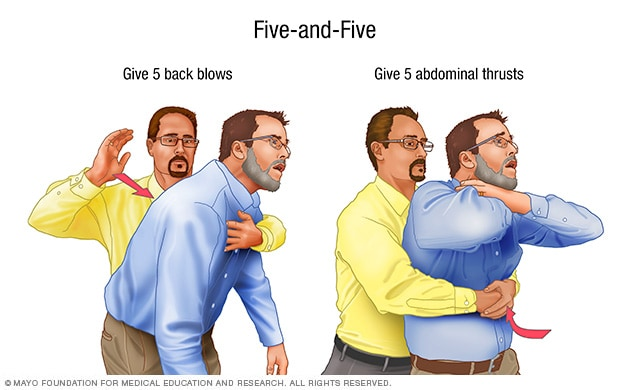 Five-and-Five
Give 5 back blows
Give 5 abdominal thrusts
© MAYO FOUNDATION FOR MEDICAL EDUCATION AND RESEARCH. ALL RIGHTS RESERVED.